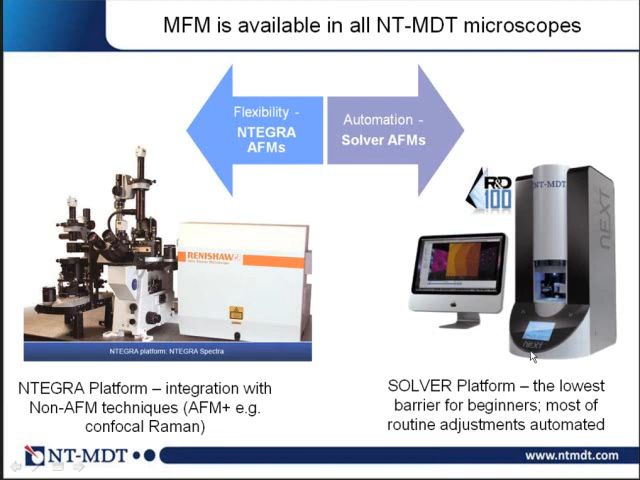 MFM is available in all NT-MDT microscopes
Flexibility -
NTEGRA
AFMs
Automation -
Solver AFMs
R&D
100
NT-MDT
NEXT
RENISHAW
NEXT
NTEGRA platform: NTEGRA Spectra
NTEGRA Platform – integration with
Non-AFM techniques (AFM+ e.g.
confocal Raman)
SOLVER Platform – the lowest
barrier for beginners; most of
routine adjustments automated
NT-MDT
www.ntmdt.com